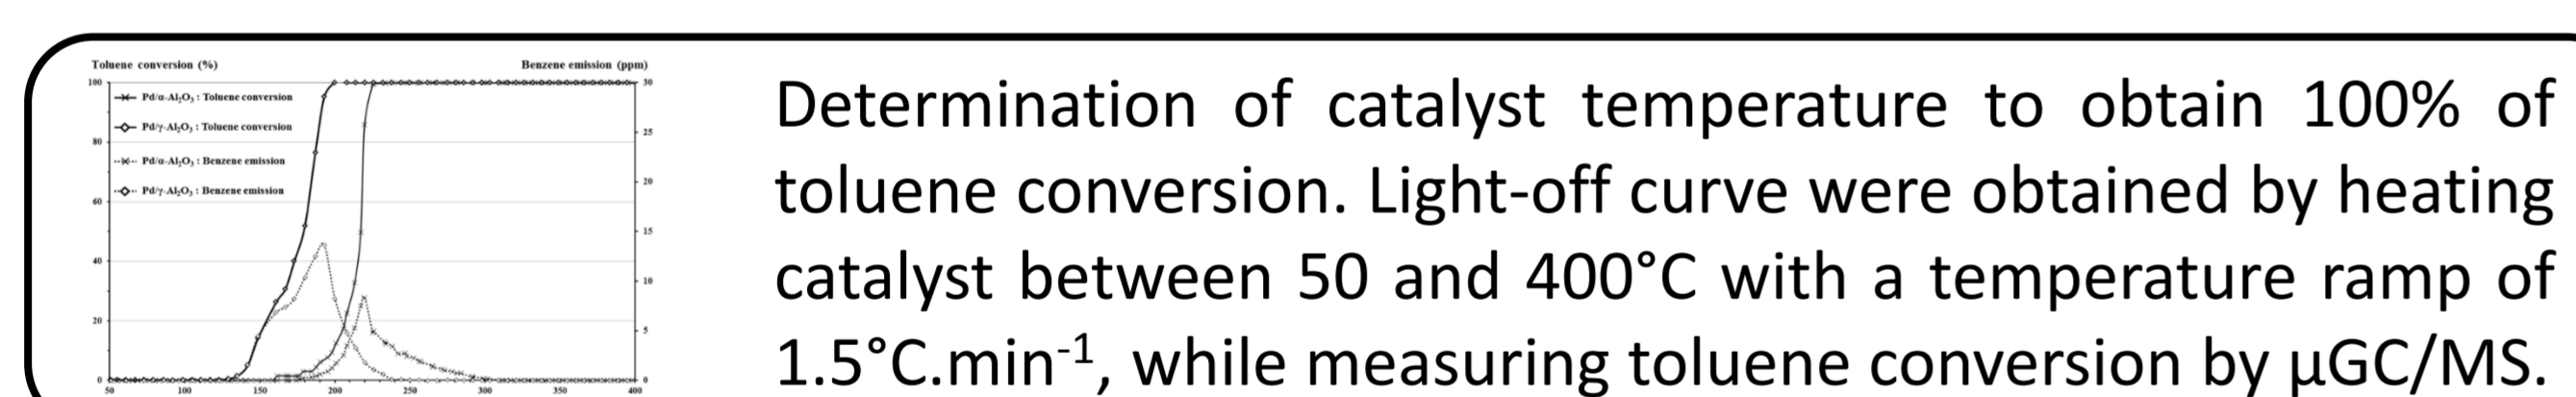 Toluene conversion (%)
Benzene emission (ppm)
100
80
60
40
20
0
Pd/α-Al₂O₃ : Toluene conversion
Pd/γ-Al₂O₃ : Toluene conversion
Pd/α-Al₂O₃ : Benzene emission
Pd/γ-Al₂O₃ : Benzene emission
30
25
20
15
10
5
0
50 100 150 200 250 300 350 400
Determination of catalyst temperature to obtain 100% of
toluene conversion. Light-off curve were obtained by heating
catalyst between 50 and 400°C with a temperature ramp of
1.5°C.min⁻¹, while measuring toluene conversion by µGC/MS.